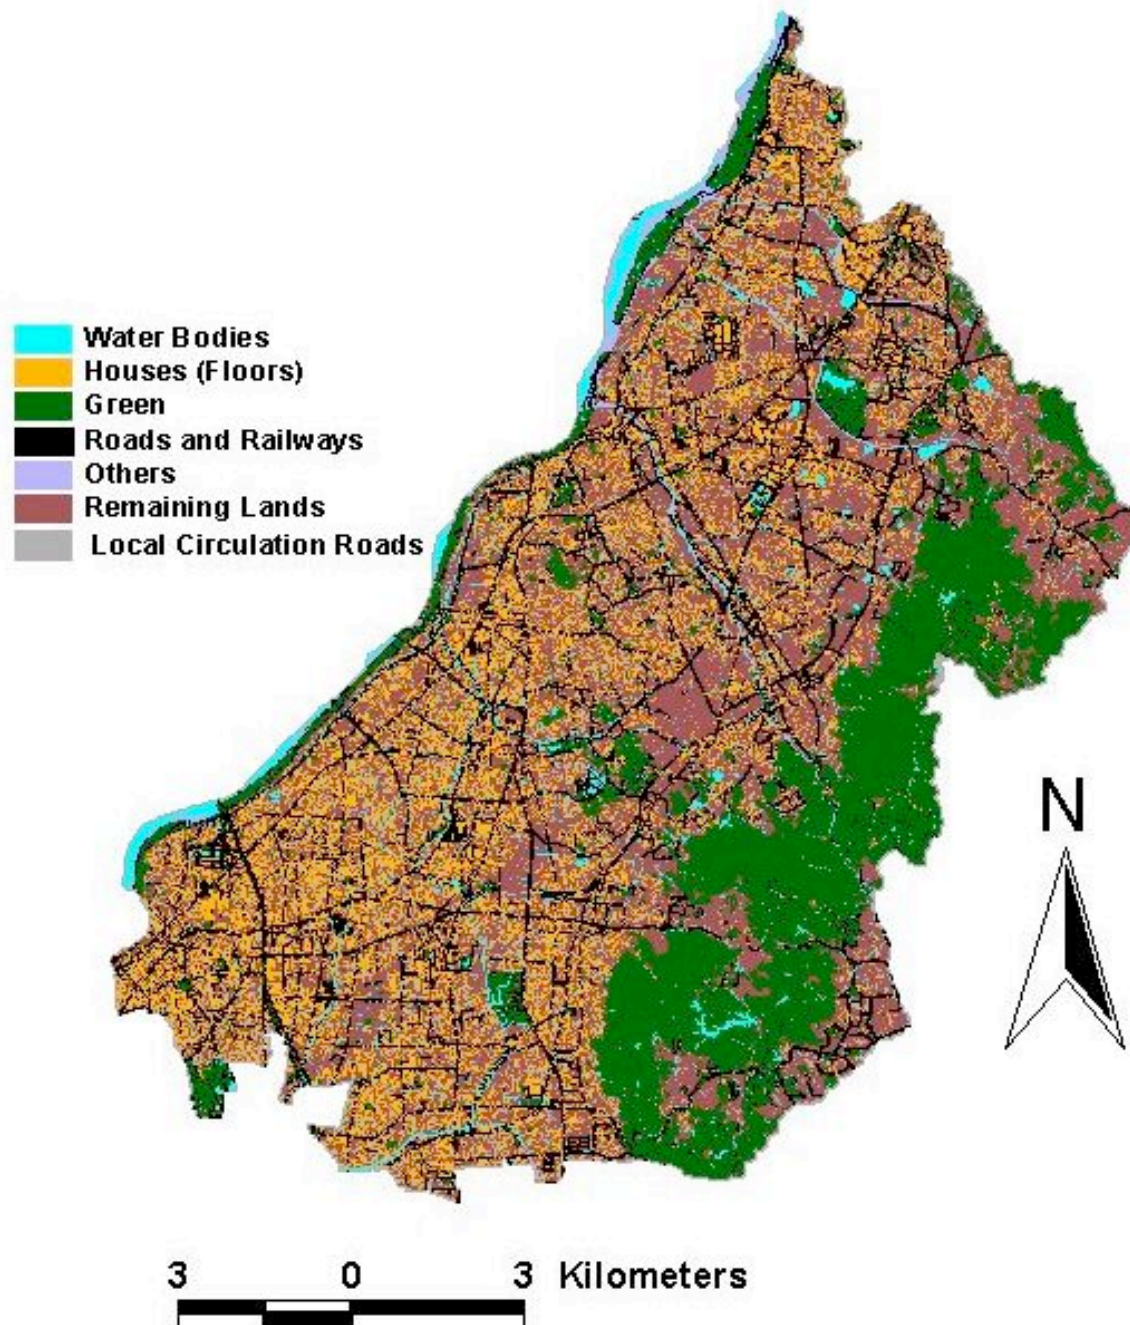 Water Bodies
Houses (Floors)
Green
Roads and Railways
Others
Remaining Lands
Local Circulation Roads
N
3 0 3 Kilometers